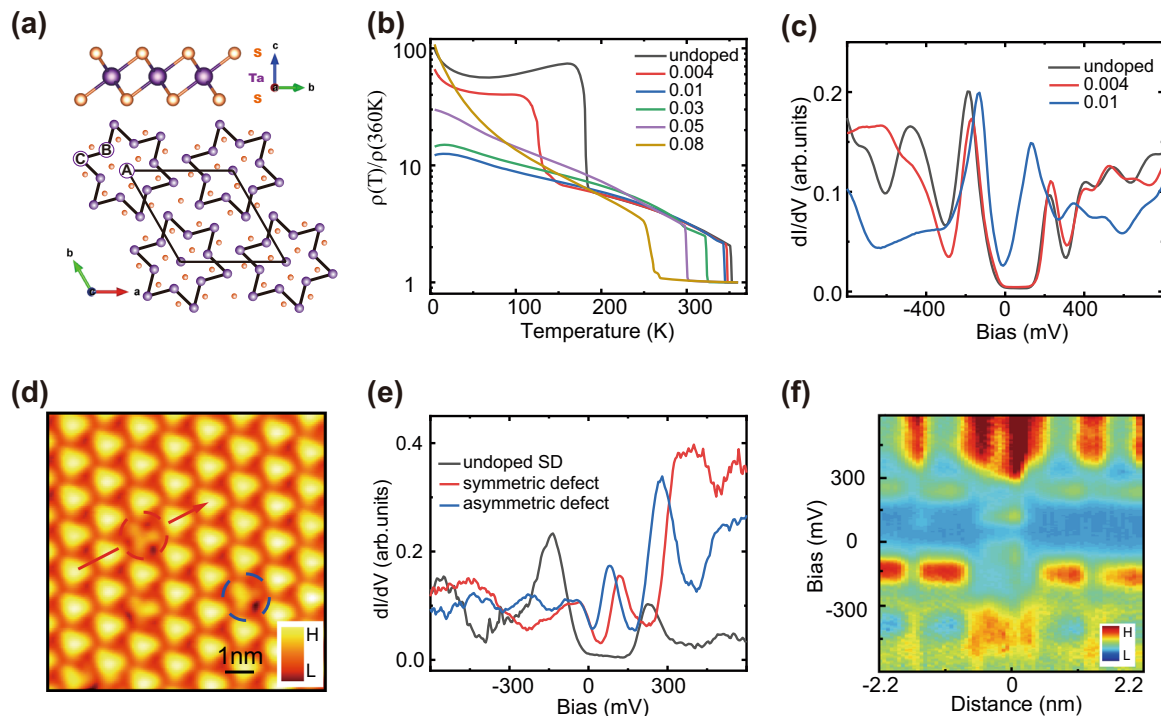 (a)
S
Ta
S
c
a
b
C
B
A
b
c
a
(b)
ρ(T)/ρ(360K)
100
10
1
0
100
200
300
Temperature (K)
undoped
0.004
0.01
0.03
0.05
0.08
(c)
dI/dV (arb.units)
0.2
0.1
0.0
-400
0
400
Bias (mV)
undoped
0.004
0.01
(d)
1nm
H
L
(e)
dI/dV (arb.units)
0.4
0.2
0.0
-300
0
300
Bias (mV)
undoped SD
symmetric defect
asymmetric defect
(f)
Bias (mV)
300
0
-300
-2.2
0
2.2
Distance (nm)
H
L